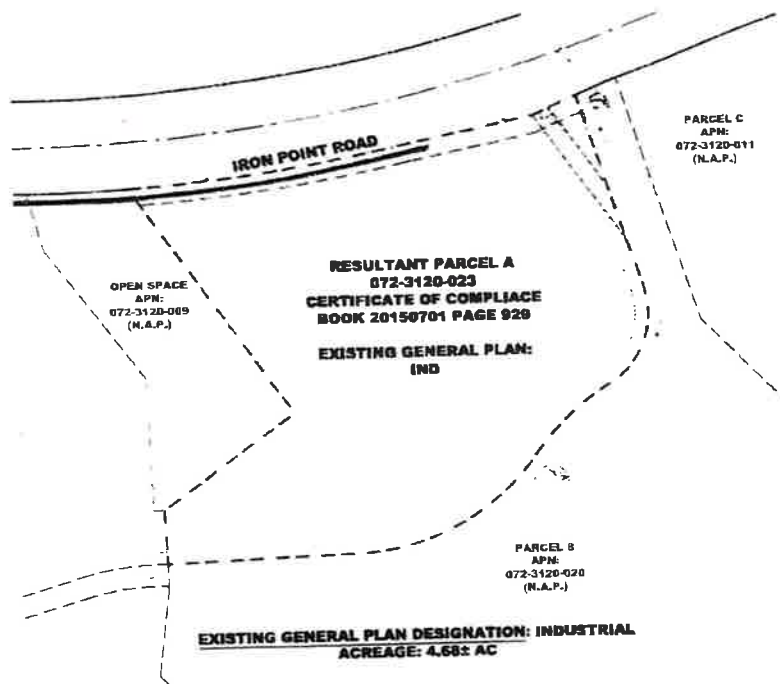 IRON POINT ROAD
PARCEL C
APN:
072-3120-011
(N.A.P.)
OPEN SPACE
APN:
072-3120-009
(N.A.P.)
RESULTANT PARCEL A
072-3120-023
CERTIFICATE OF COMPLIACE
BOOK 20150701 PAGE 929
EXISTING GENERAL PLAN:
IND
PARCEL B
APN:
072-3120-020
(N.A.P.)
EXISTING GENERAL PLAN DESIGNATION: INDUSTRIAL
ACREAGE: 4.68± AC